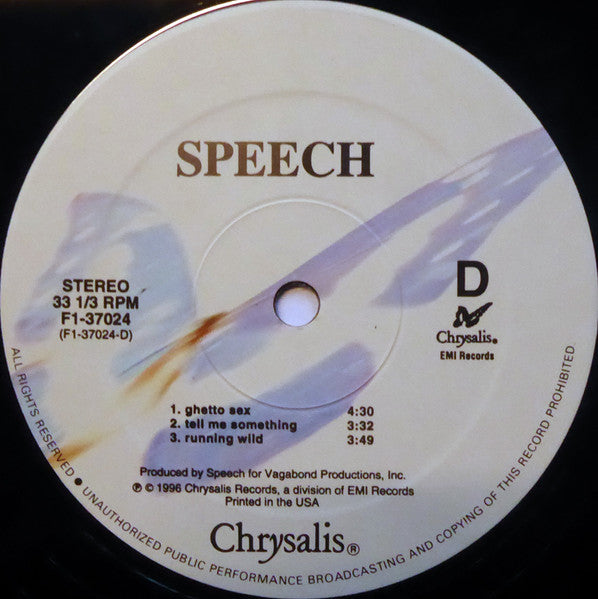 SPEECH
STEREO
33 1/3 RPM
F1-37024
(F1-37024-D)
D
Chrysalis®
EMI Records
1. ghetto sex 4:30
2. tell me something 3:32
3. running wild 3:49
Produced by Speech for Vagabond Productions, Inc.
℗ © 1996 Chrysalis Records, a division of EMI Records
Printed in the USA
Chrysalis®
ALL RIGHTS RESERVED ● UNAUTHORIZED PUBLIC PERFORMANCE BROADCASTING AND COPYING OF THIS RECORD PROHIBITED.